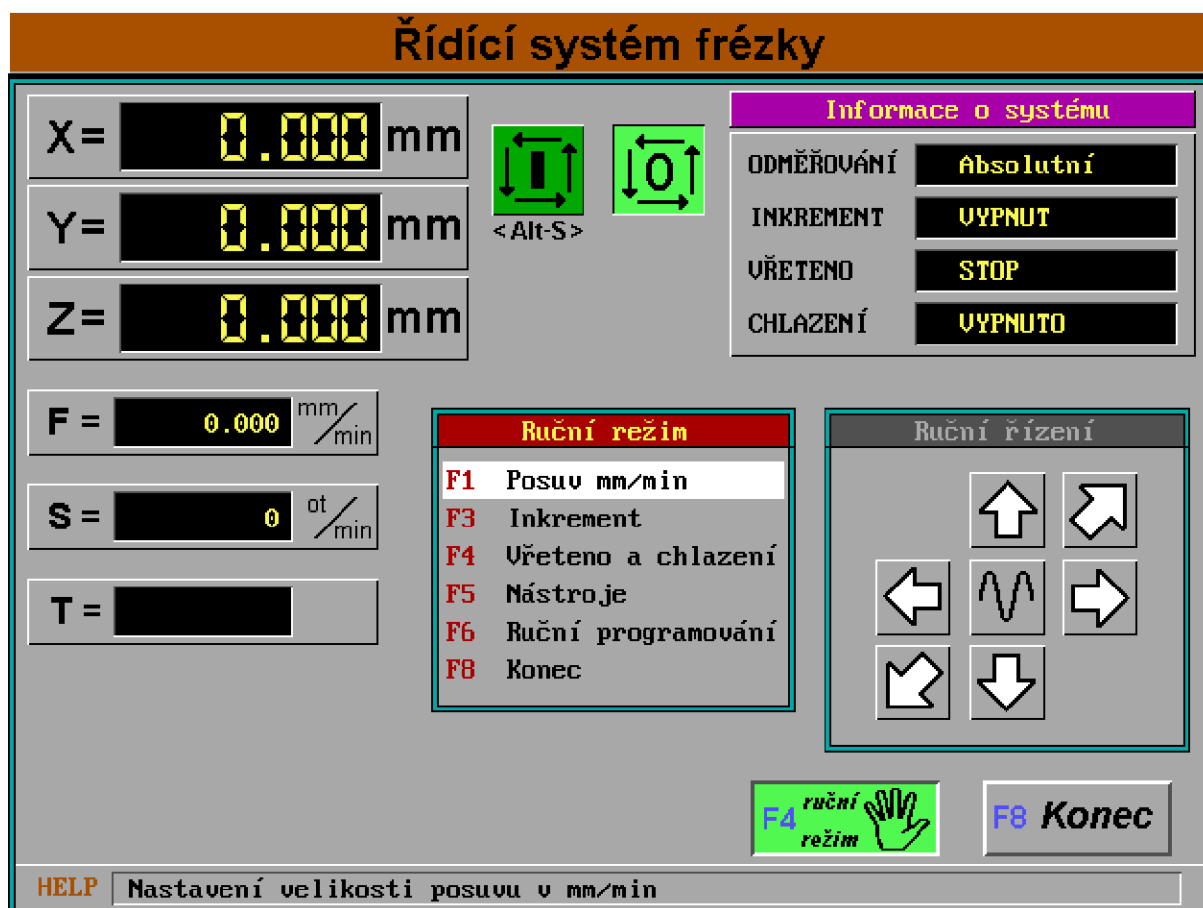 Řídící systém frézky
X= 0.000 mm
Y= 0.000 mm
Z= 0.000 mm
I
<Alt-S>
O
Informace o systému
ODMĚŘOVÁNÍ Absolutní
INKREMENT VYPNUT
VŘETENO STOP
CHLAZENÍ VYPNUTO
F = 0.000 mm/min
S = 0 ot/min
T =
Ruční režim
F1 Posuv mm/min
F3 Inkrement
F4 Vřeteno a chlazení
F5 Nástroje
F6 Ruční programování
F8 Konec
Ruční řízení
F4 ruční
režim
F8 Konec
HELP Nastavení velikosti posuvu v mm/min